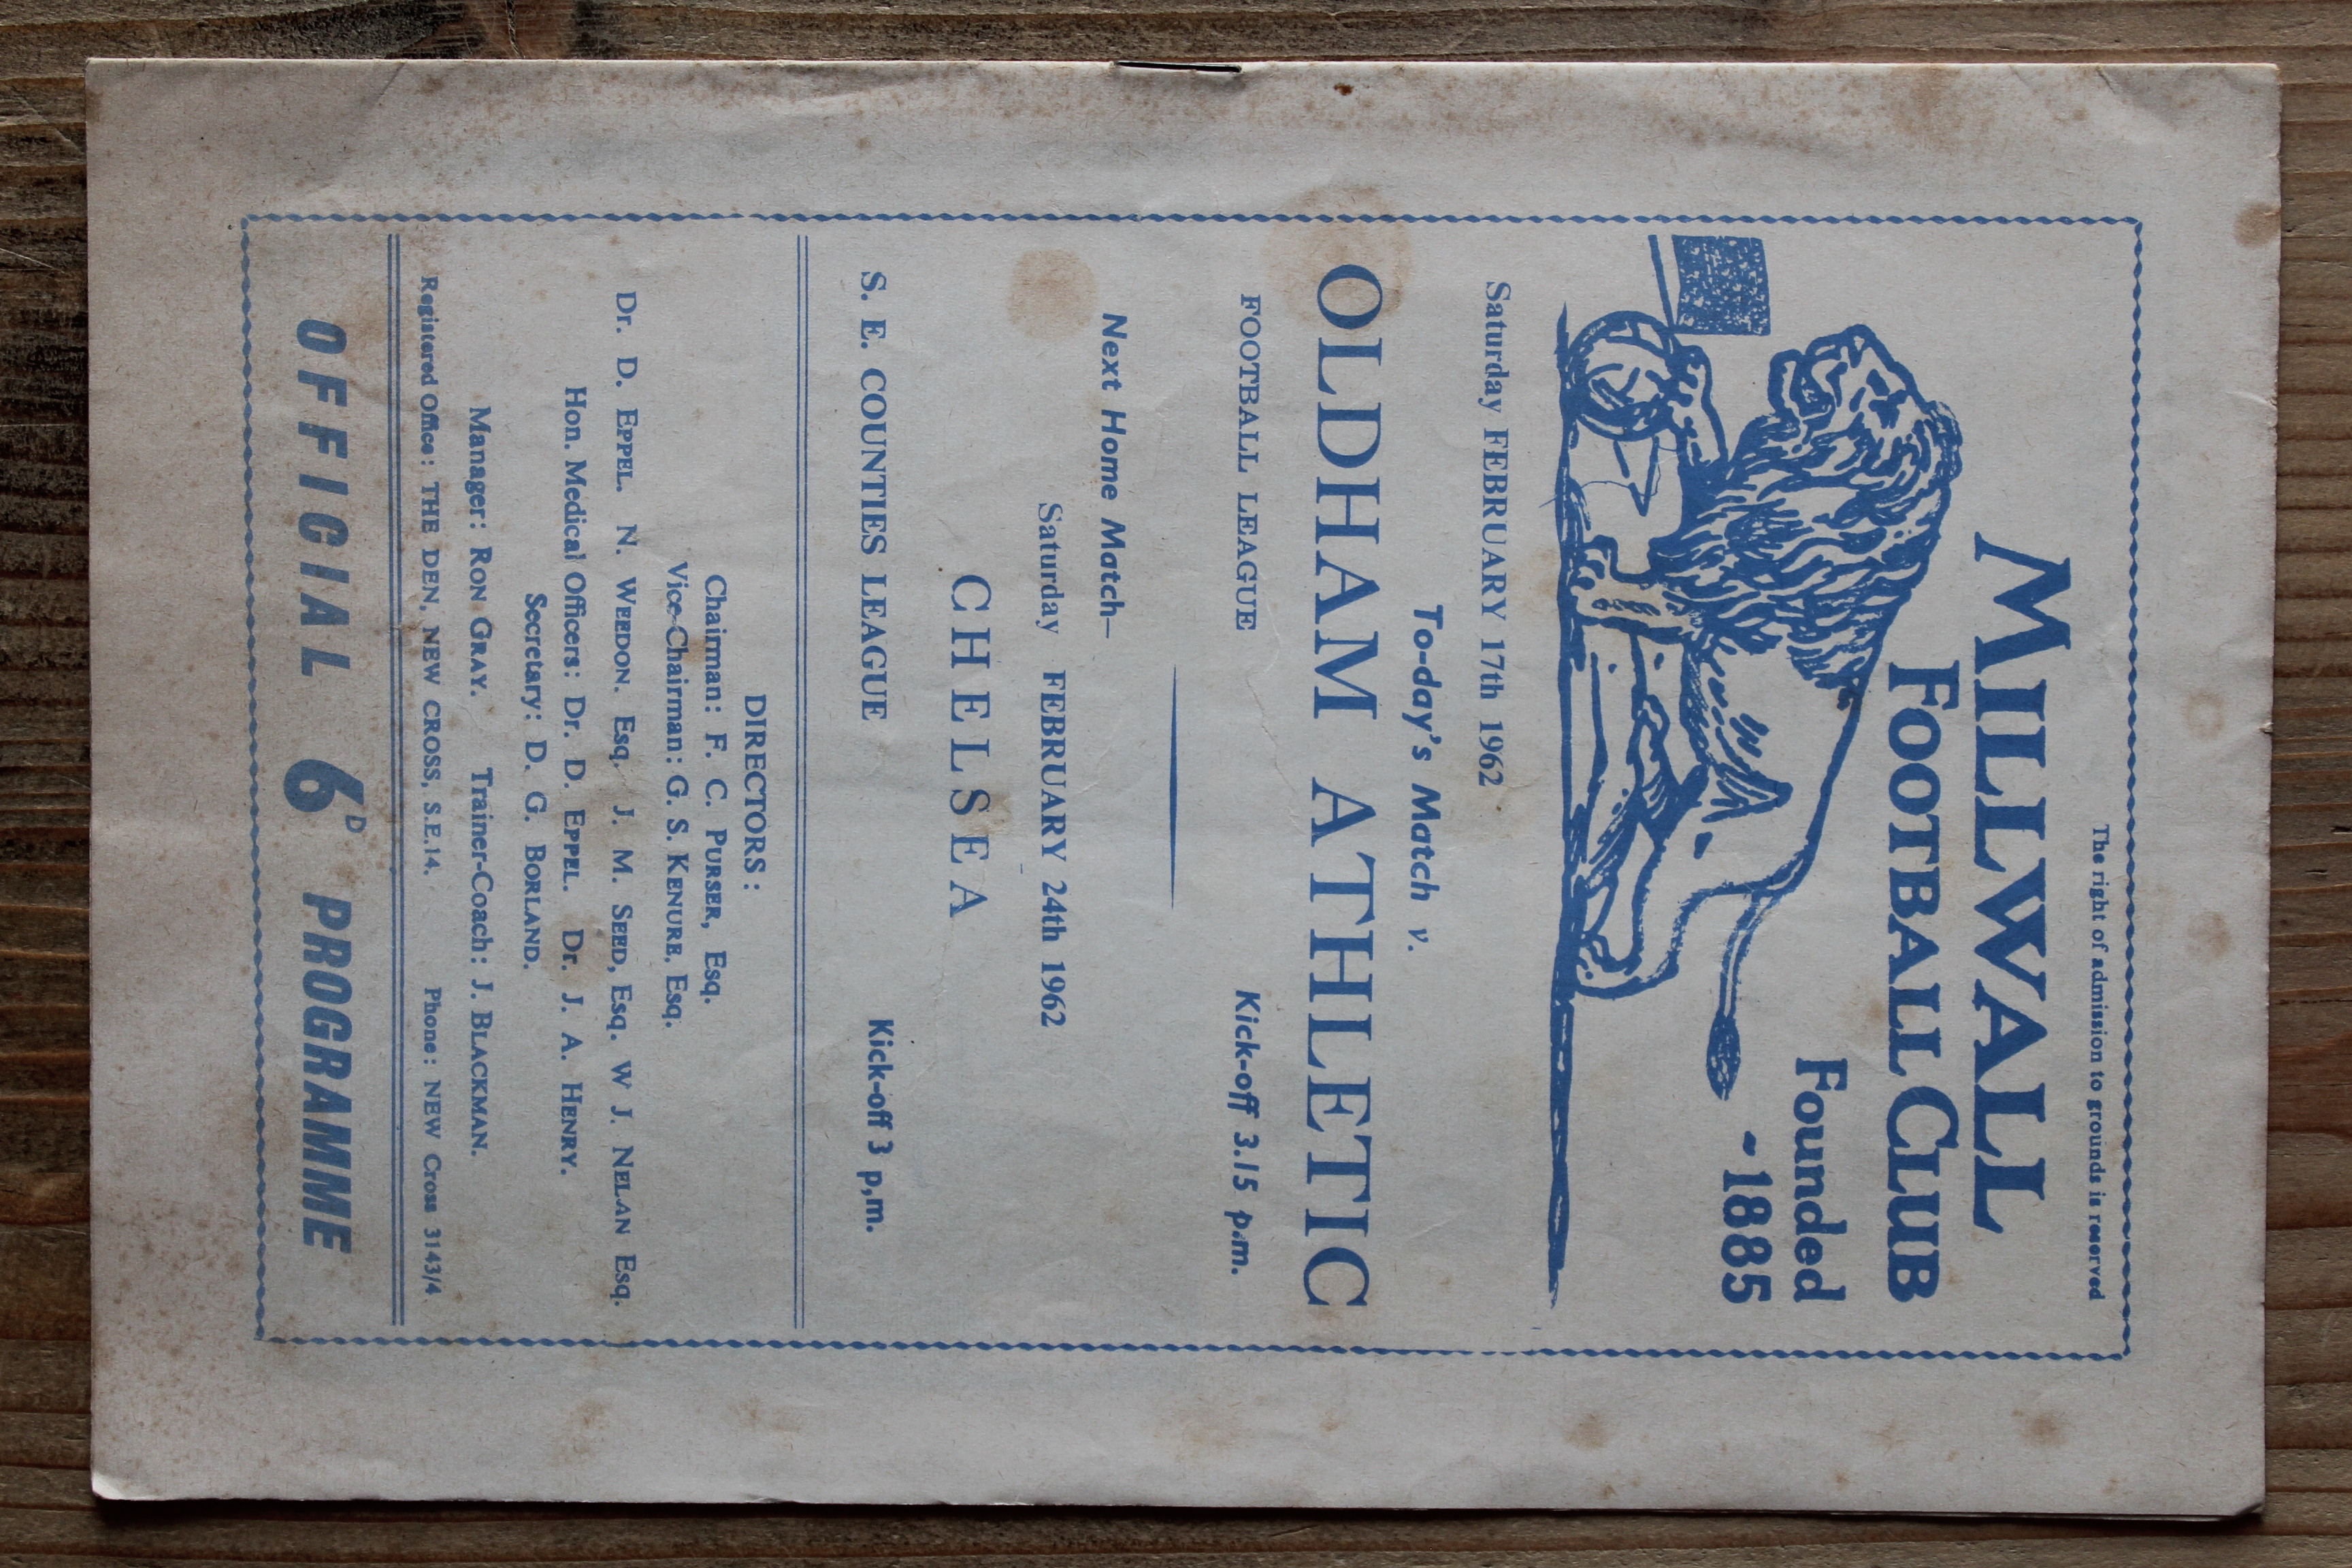 The right of admission to grounds is reserved
MILLWALL
FOOTBALL CLUB
Founded
-1885
Saturday FEBRUARY 17th 1962
To-day's Match v.
OLDHAM ATHLETIC
FOOTBALL LEAGUE Kick-off 3.15 p.m.
Next Home Match—
Saturday FEBRUARY 24th 1962
CHELSEA
S. E. COUNTIES LEAGUE Kick-off 3 p,m.
DIRECTORS :
Chairman: F. C. PURSER, Esq.
Vice-Chairman: G. S. KENURE, Esq.
Dr. D. EPPEL. N. WEEDON. Esq. J. M. SEED, Esq. W J. NELAN Esq.
Hon. Medical Officers: Dr. D. EPPEL. Dr. J. A. HENRY.
Secretary: D. G. BORLAND.
Manager: RON GRAY. Trainer-Coach: J. BLACKMAN.
Registered Office: THE DEN, NEW CROSS, S.E.14. Phone: NEW Cross 3143/4
OFFICIAL 6D PROGRAMME